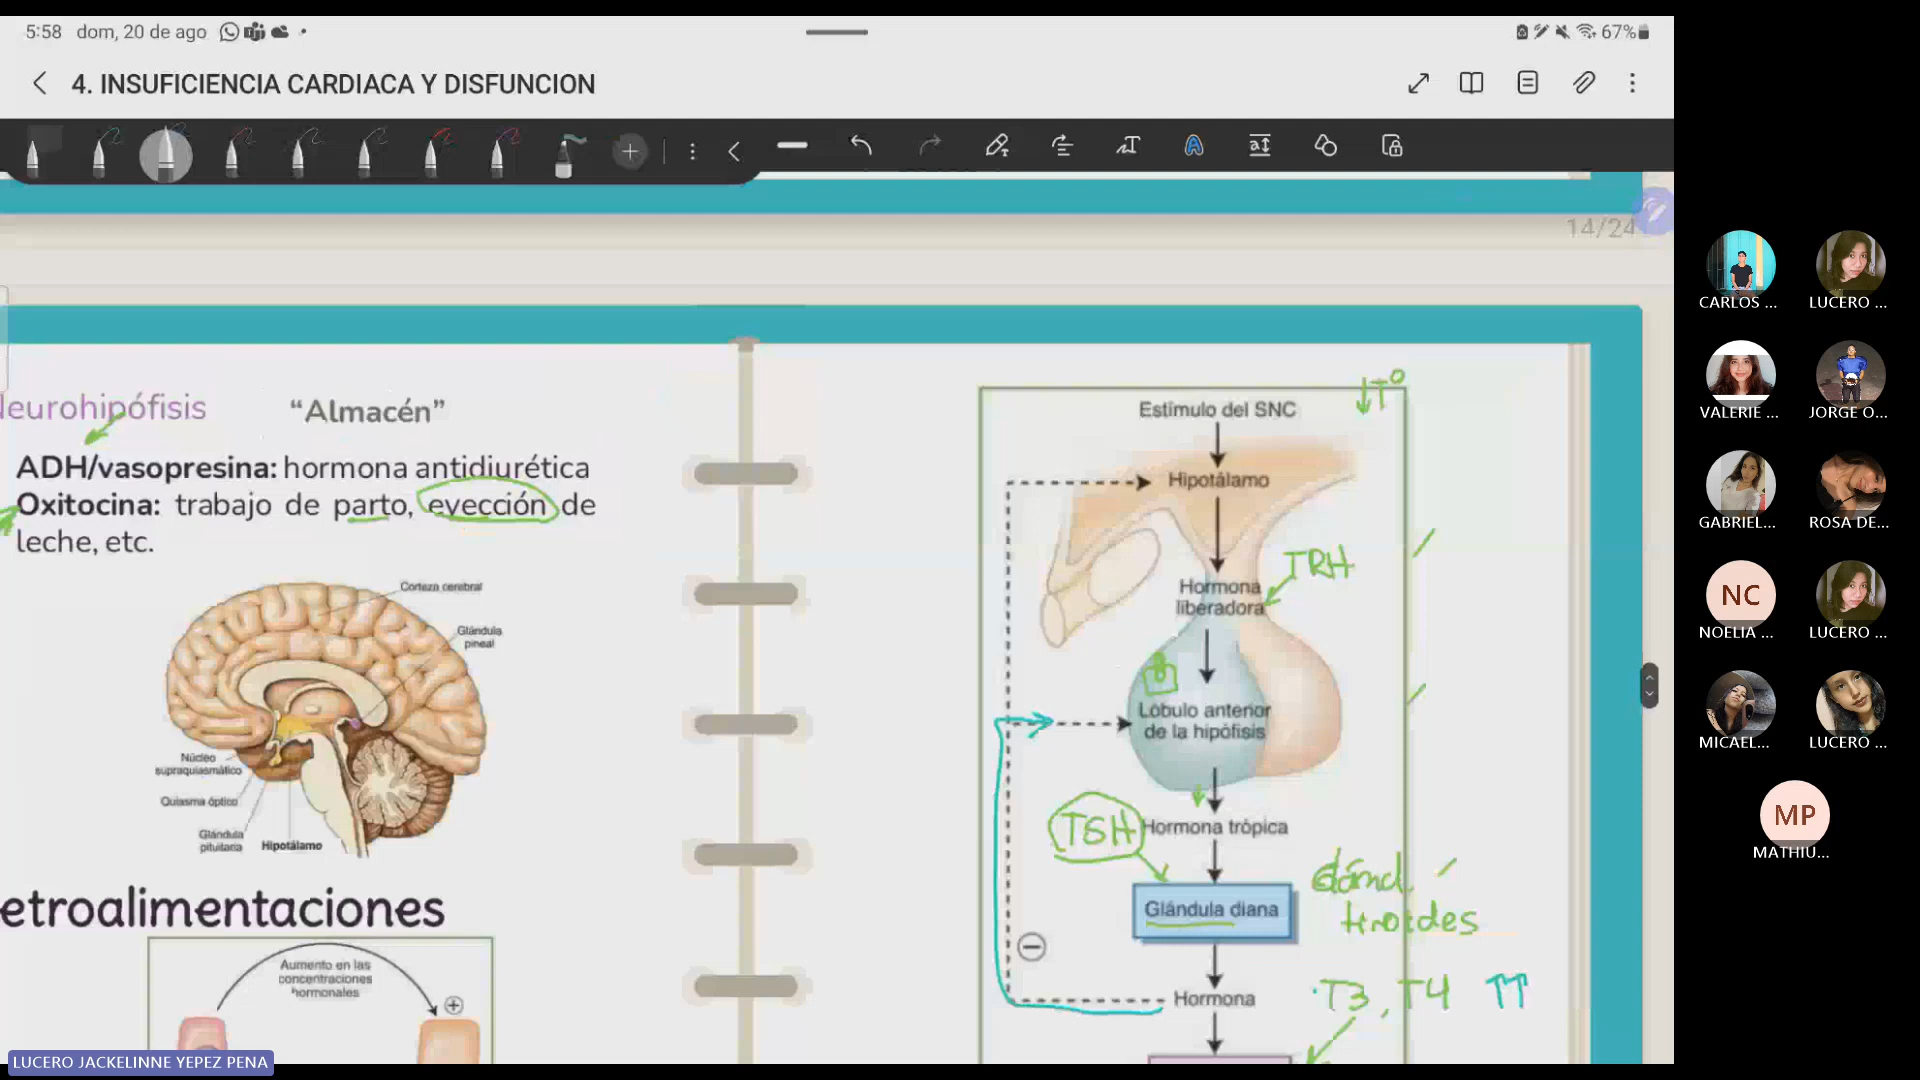 5:58 dom, 20 de ago
67%
4. INSUFICIENCIA CARDIACA Y DISFUNCION
14/24
Neurohipófisis
“Almacén”
ADH/vasopresina: hormona antidiurética
Oxitocina: trabajo de parto, eyección de
leche, etc.
Corteza cerebral
Glándula
pineal
Núcleo
supraquiasmático
Quiasma óptico
Glándula
pituitaria
Hipotálamo
etroalimentaciones
Aumento en las
concentraciones
hormonales
+
↓T°
Estímulo del SNC
Hipotálamo
TRH
Hormona
liberadora
Lóbulo anterior
de la hipófisis
TSH
Hormona trópica
Glánd.
tiroides
Glándula diana
−
Hormona
T3, T4 ↑↑
CARLOS ...
LUCERO ...
VALERIE ...
JORGE O...
GABRIEL...
ROSA DE...
NC
NOELIA ...
LUCERO ...
MICAEL...
LUCERO ...
MP
MATHIU...
LUCERO JACKELINNE YEPEZ PENA